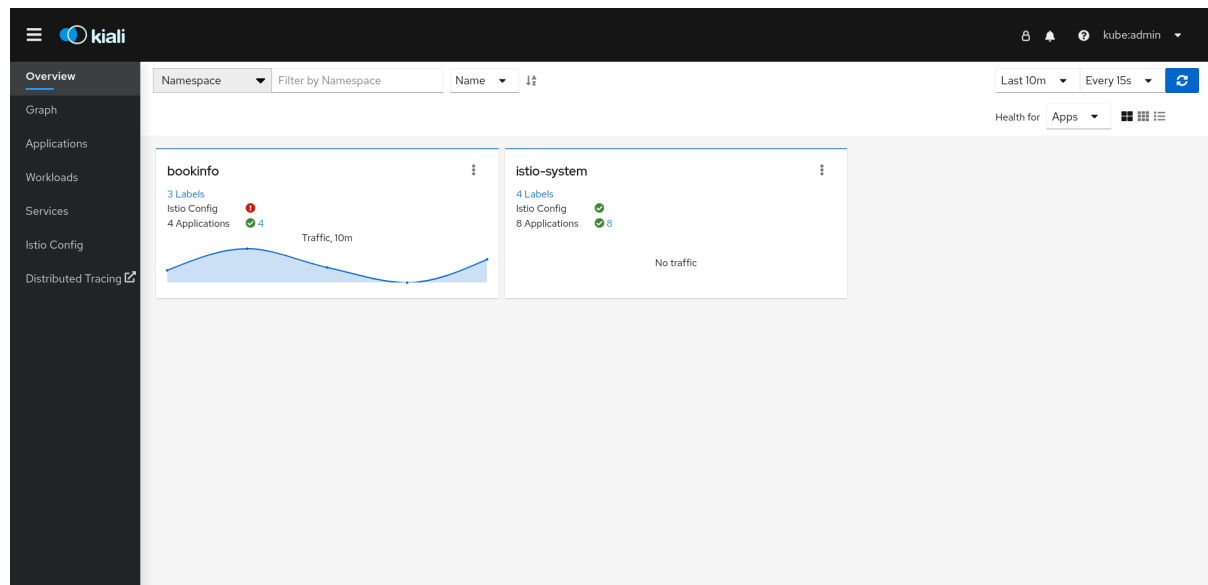 kiali
kube:admin
Overview
Graph
Applications
Workloads
Services
Istio Config
Distributed Tracing
Namespace
Filter by Namespace
Name
Last 10m
Every 15s
Health for
Apps
bookinfo
3 Labels
Istio Config
4 Applications 4
Traffic, 10m
istio-system
4 Labels
Istio Config
8 Applications 8
No traffic